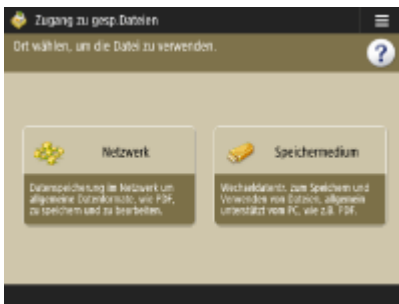 Zugang zu gesp.Dateien
Ort wählen, um die Datei zu verwenden.
?
Netzwerk
Datenspeicherung im Netzwerk um
allgemeine Datenformate, wie PDF,
zu speichern und zu bearbeiten.
Speichermedium
Wechseldatentr. zum Speichern und
Verwenden von Dateien, allgemein
unterstützt vom PC, wie z.B. PDF.